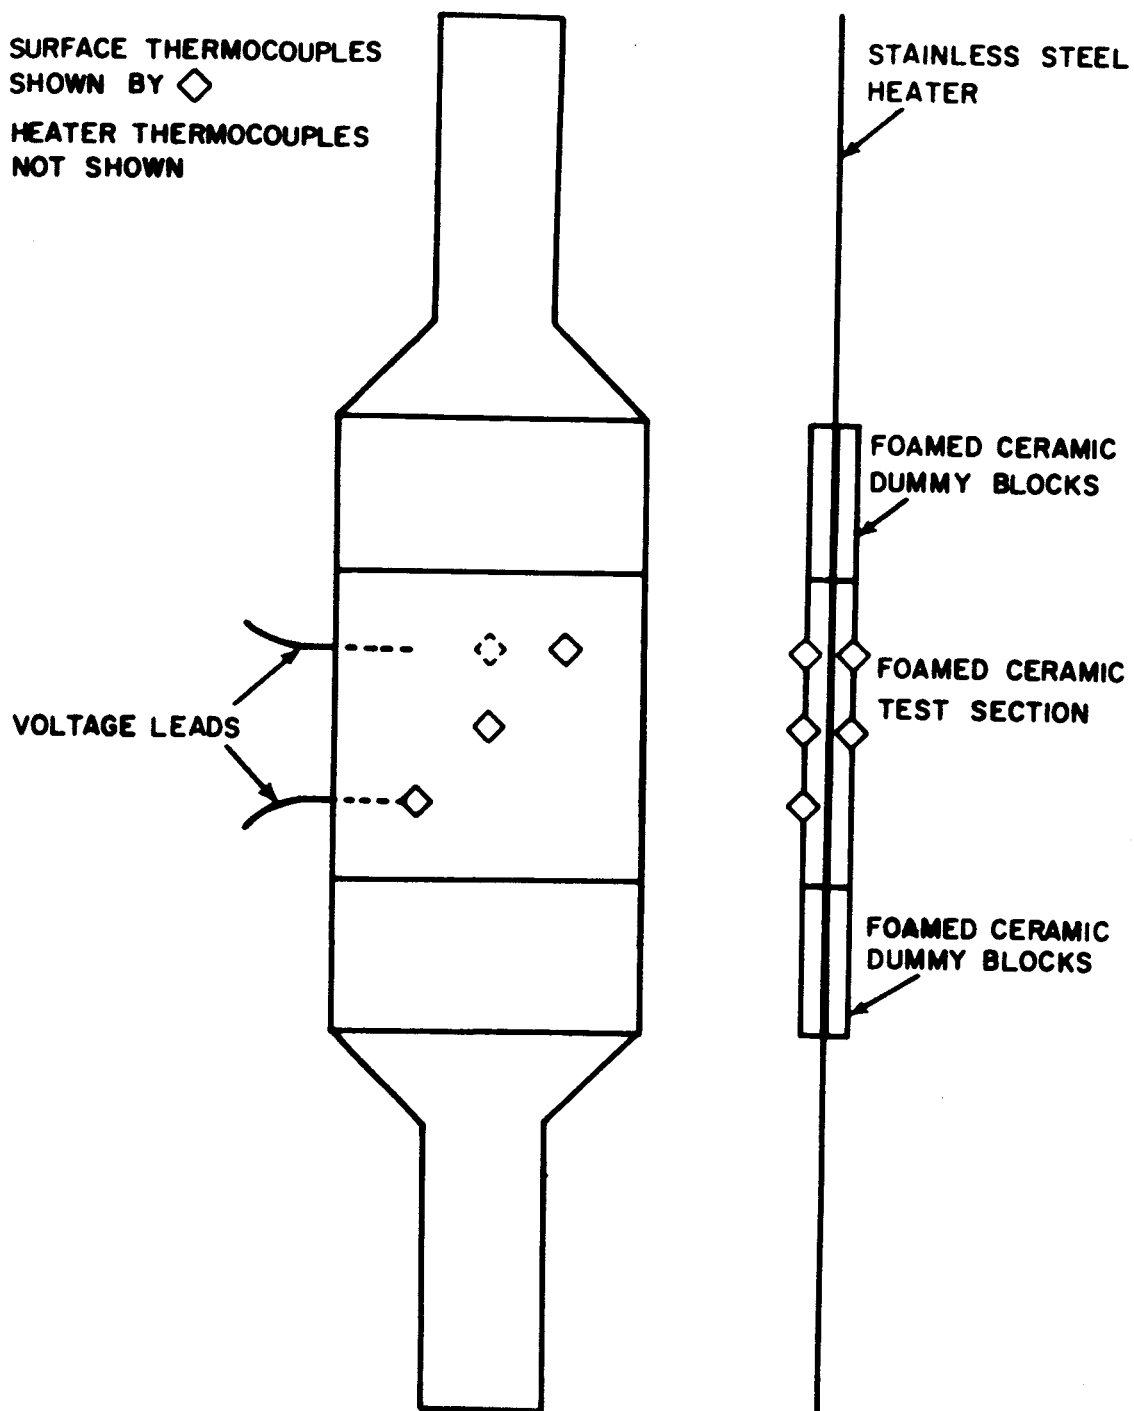 SURFACE THERMOCOUPLES
SHOWN BY ◇
HEATER THERMOCOUPLES
NOT SHOWN
STAINLESS STEEL
HEATER
FOAMED CERAMIC
DUMMY BLOCKS
FOAMED CERAMIC
TEST SECTION
VOLTAGE LEADS
FOAMED CERAMIC
DUMMY BLOCKS